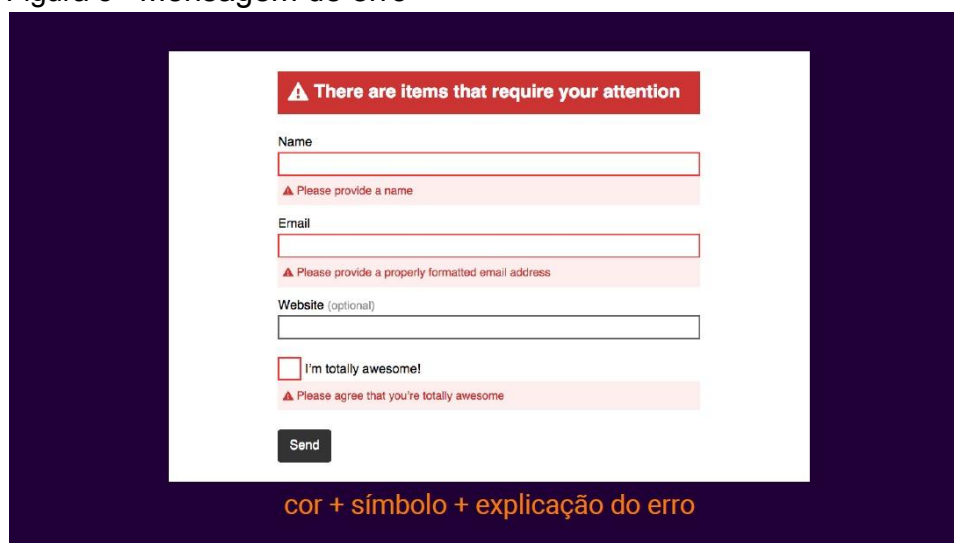 There are items that require your attention
Name
Please provide a name
Email
Please provide a properly formatted email address
Website (optional)
I'm totally awesome!
Please agree that you're totally awesome
Send
cor + símbolo + explicação do erro